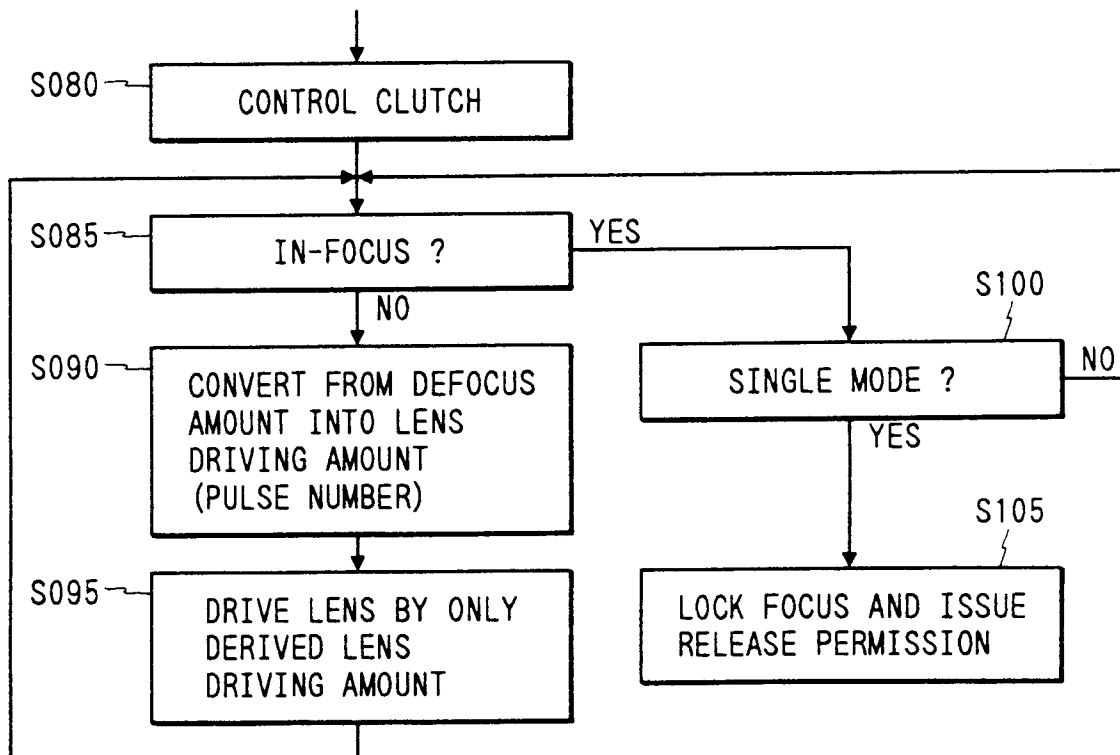 S080
CONTROL CLUTCH
S085
IN-FOCUS ?
YES
NO
S090
CONVERT FROM DEFOCUS
AMOUNT INTO LENS
DRIVING AMOUNT
(PULSE NUMBER)
S095
DRIVE LENS BY ONLY
DERIVED LENS
DRIVING AMOUNT
S100
SINGLE MODE ?
NO
YES
S105
LOCK FOCUS AND ISSUE
RELEASE PERMISSION